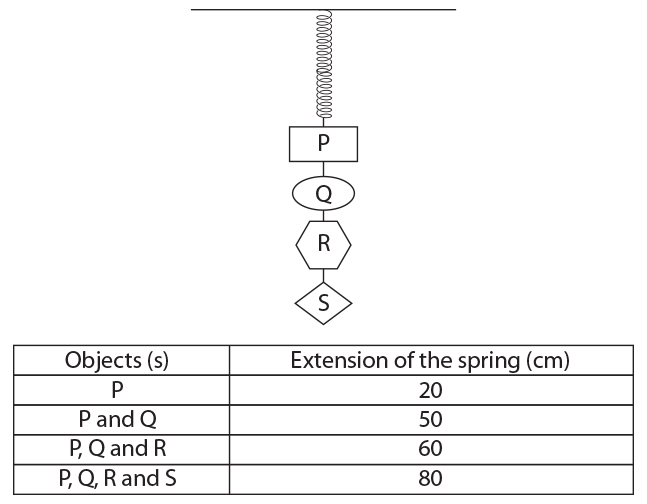 P
Q
R
S
Objects (s) Extension of the spring (cm)
P 20
P and Q 50
P, Q and R 60
P, Q, R and S 80